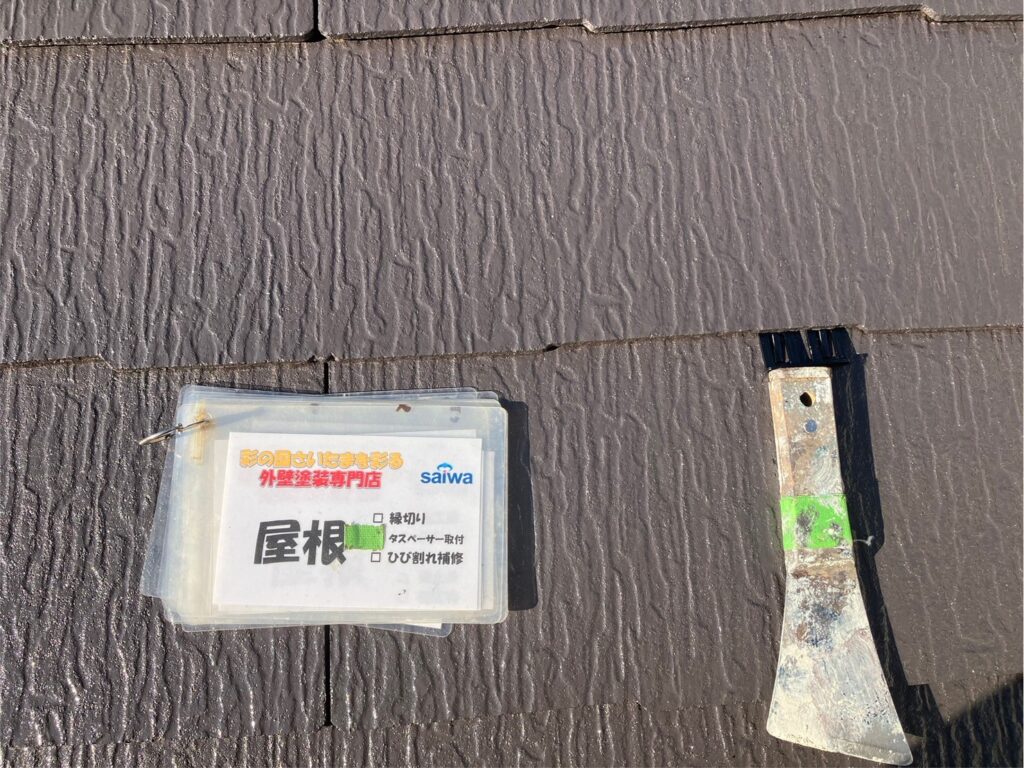 彩の国さいたまを彩る
外壁塗装専門店
saiwa
屋根
□ 縁切り
タスペーサー取付
□ ひび割れ補修